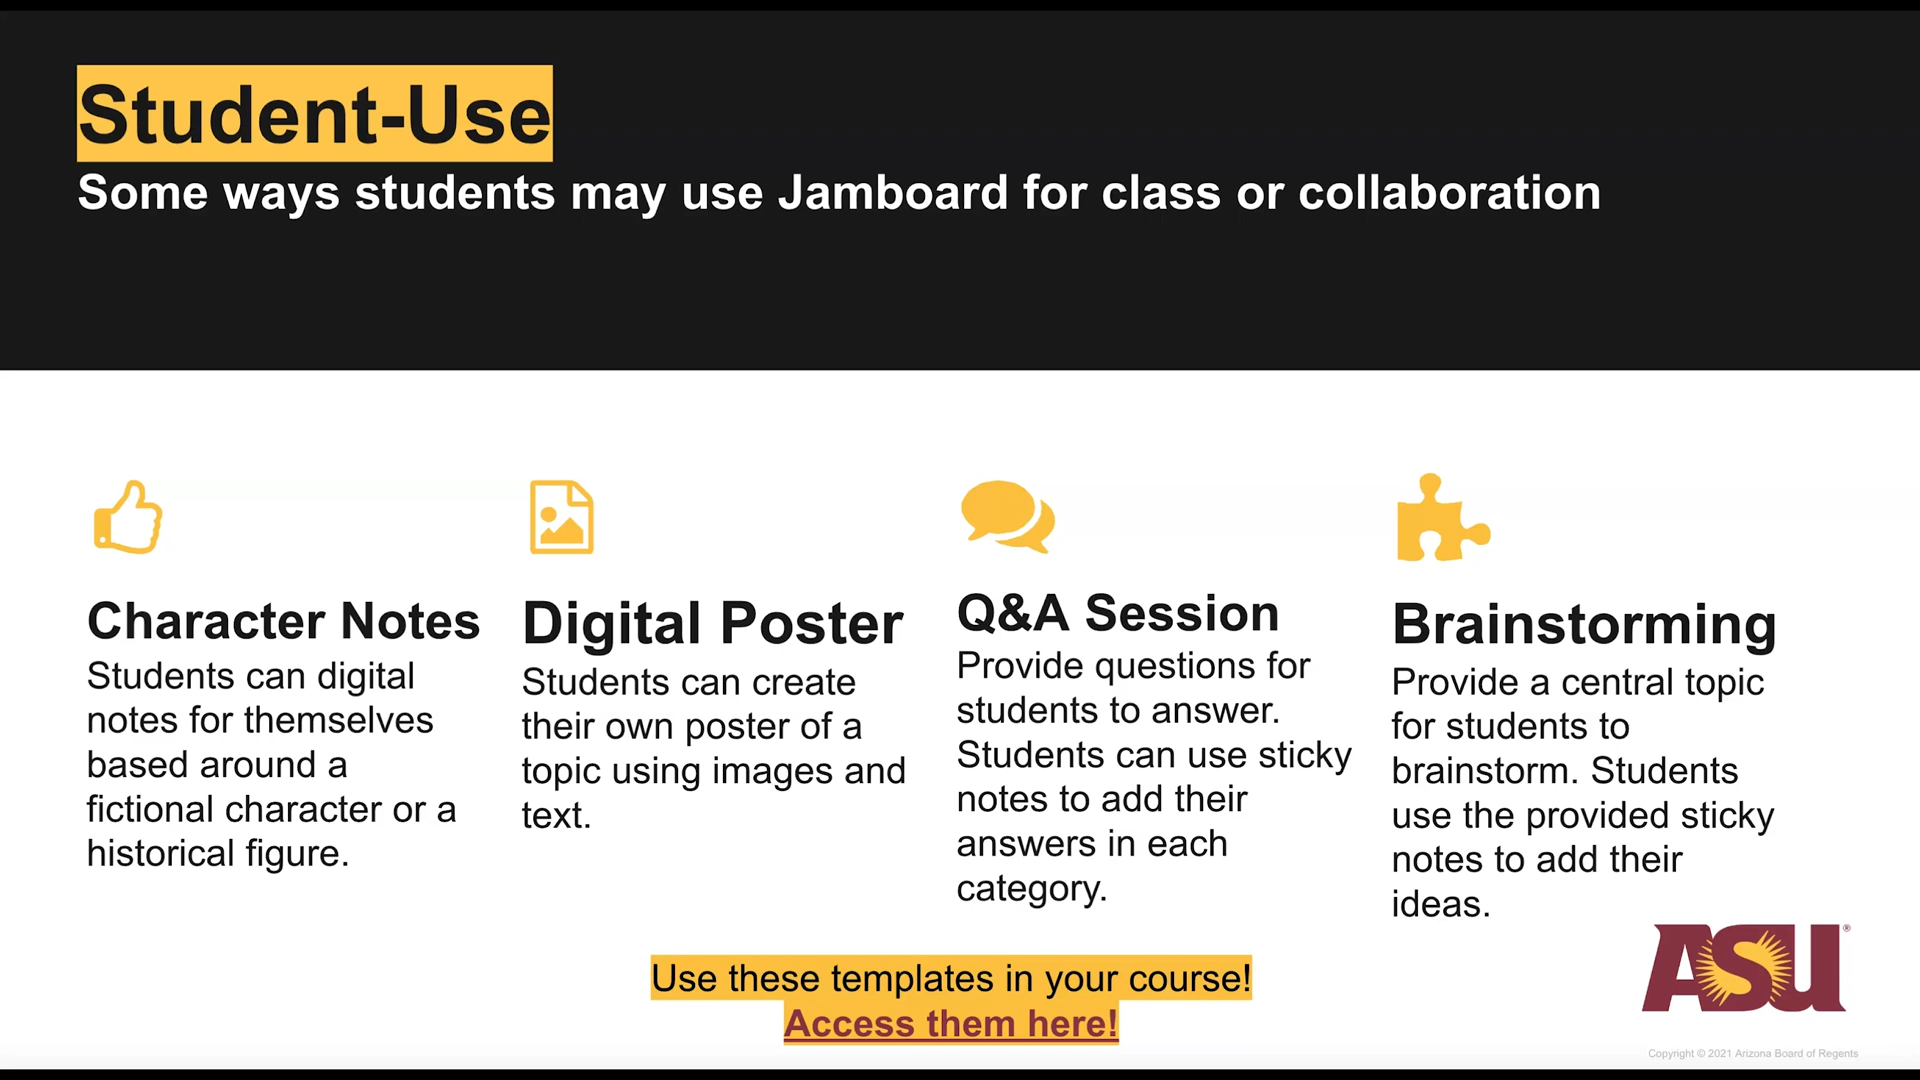 Student-Use
Some ways students may use Jamboard for class or collaboration
Character Notes
Students can digital
notes for themselves
based around a
fictional character or a
historical figure.
Digital Poster
Students can create
their own poster of a
topic using images and
text.
Q&A Session
Provide questions for
students to answer.
Students can use sticky
notes to add their
answers in each
category.
Brainstorming
Provide a central topic
for students to
brainstorm. Students
use the provided sticky
notes to add their
ideas.
Use these templates in your course!
Access them here!
ASU®
Copyright © 2021 Arizona Board of Regents